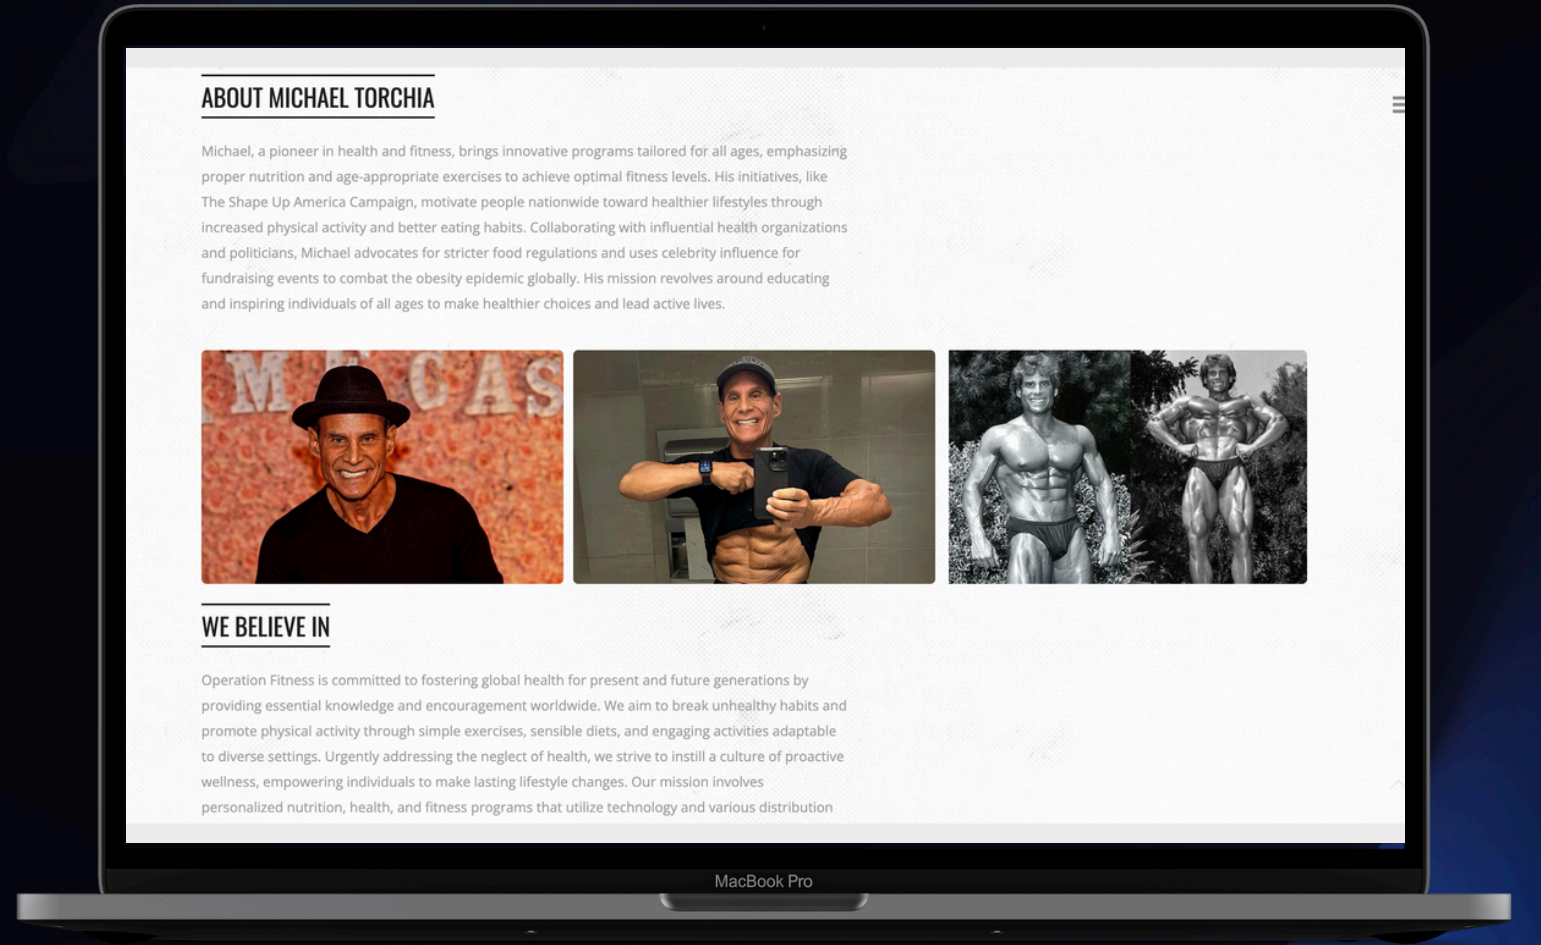 ABOUT MICHAEL TORCHIA
Michael, a pioneer in health and fitness, brings innovative programs tailored for all ages, emphasizing
proper nutrition and age-appropriate exercises to achieve optimal fitness levels. His initiatives, like
The Shape Up America Campaign, motivate people nationwide toward healthier lifestyles through
increased physical activity and better eating habits. Collaborating with influential health organizations
and politicians, Michael advocates for stricter food regulations and uses celebrity influence for
fundraising events to combat the obesity epidemic globally. His mission revolves around educating
and inspiring individuals of all ages to make healthier choices and lead active lives.
CAS
WE BELIEVE IN
Operation Fitness is committed to fostering global health for present and future generations by
providing essential knowledge and encouragement worldwide. We aim to break unhealthy habits and
promote physical activity through simple exercises, sensible diets, and engaging activities adaptable
to diverse settings. Urgently addressing the neglect of health, we strive to instill a culture of proactive
wellness, empowering individuals to make lasting lifestyle changes. Our mission involves
personalized nutrition, health, and fitness programs that utilize technology and various distribution
MacBook Pro